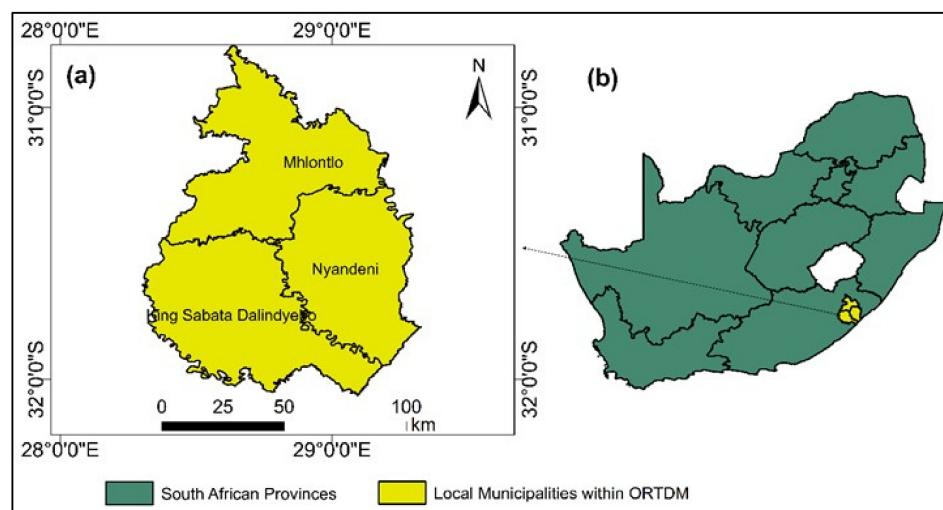 28°0'0"E 29°0'0"E
(a)
N
(b)
31°0'0"S
31°0'0"S
Mhlontlo
Nyandeni
King Sabata Dalindyebo
32°0'0"S
32°0'0"S
0 25 50 100
km
28°0'0"E 29°0'0"E
South African Provinces Local Municipalities within ORTDM